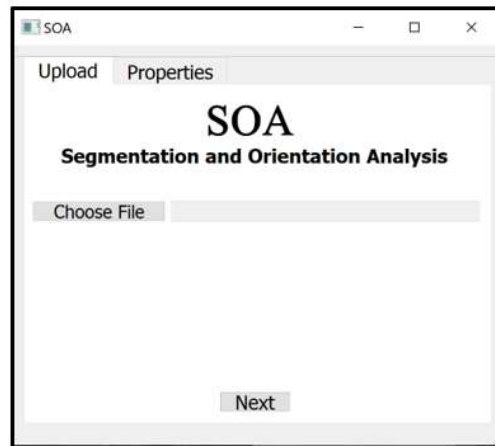 SOA
Upload Properties
SOA
Segmentation and Orientation Analysis
Choose File
Next